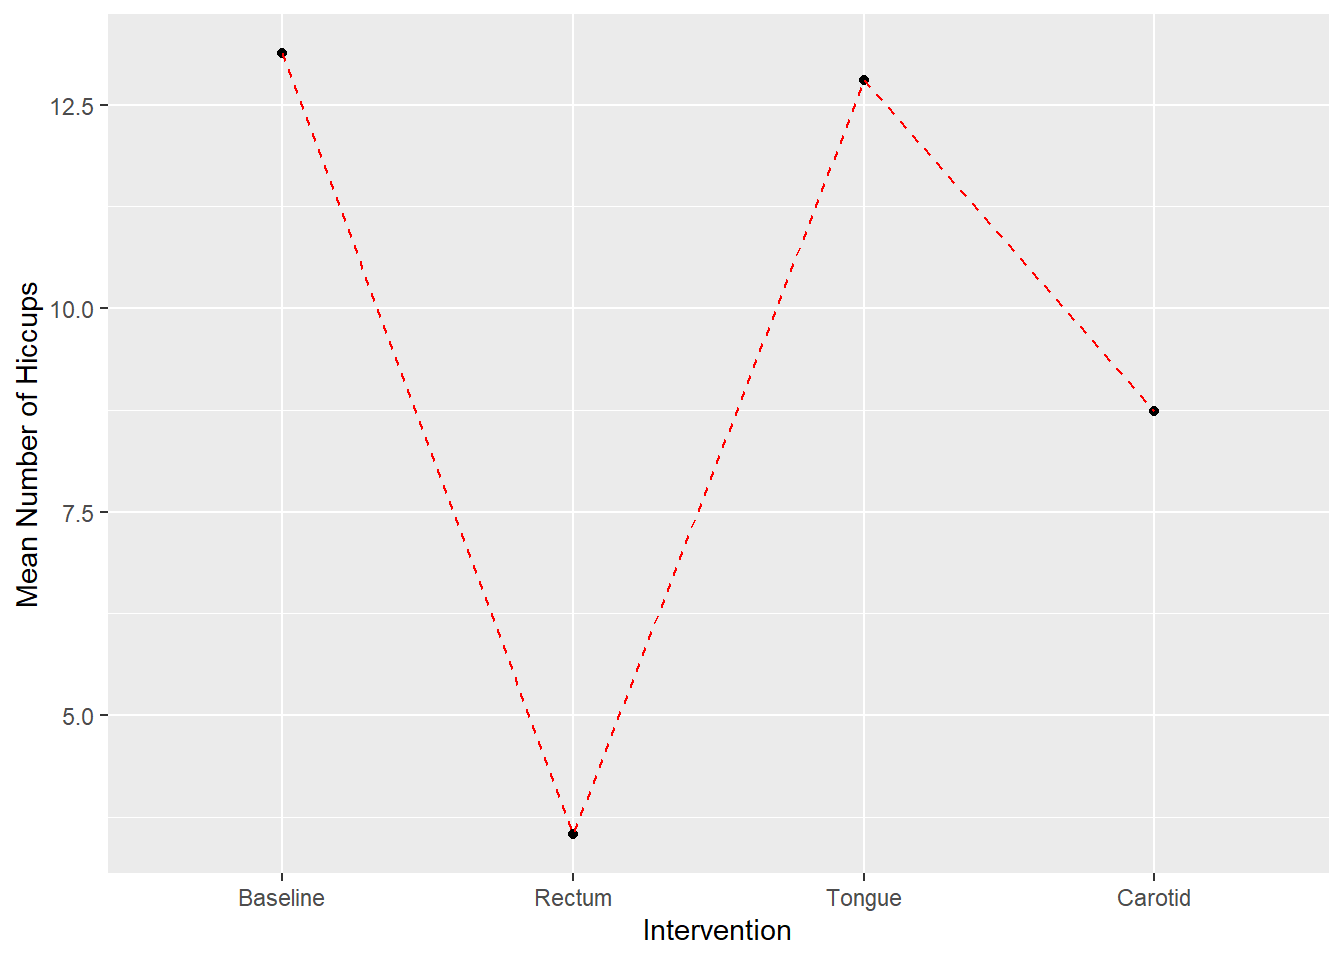 Mean Number of Hiccups
12.5
10.0
7.5
5.0
Baseline Rectum Tongue Carotid
Intervention